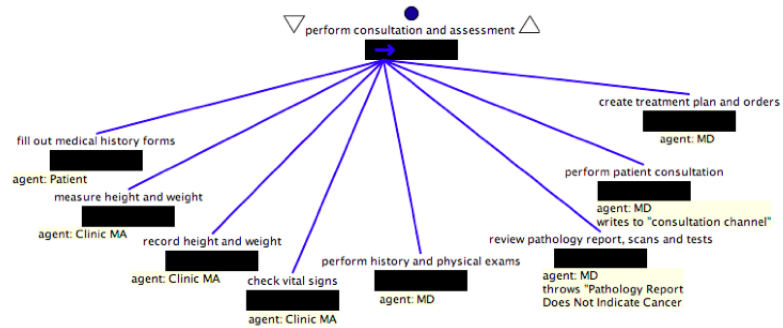 perform consultation and assessment
create treatment plan and orders
agent: MD
fill out medical history forms
agent: Patient
perform patient consultation
agent: MD
writes to "consultation channel"
measure height and weight
agent: Clinic MA
record height and weight
agent: Clinic MA
review pathology report, scans and tests
agent: MD
throws "Pathology Report
Does Not Indicate Cancer
perform history and physical exams
agent: MD
check vital signs
agent: Clinic MA